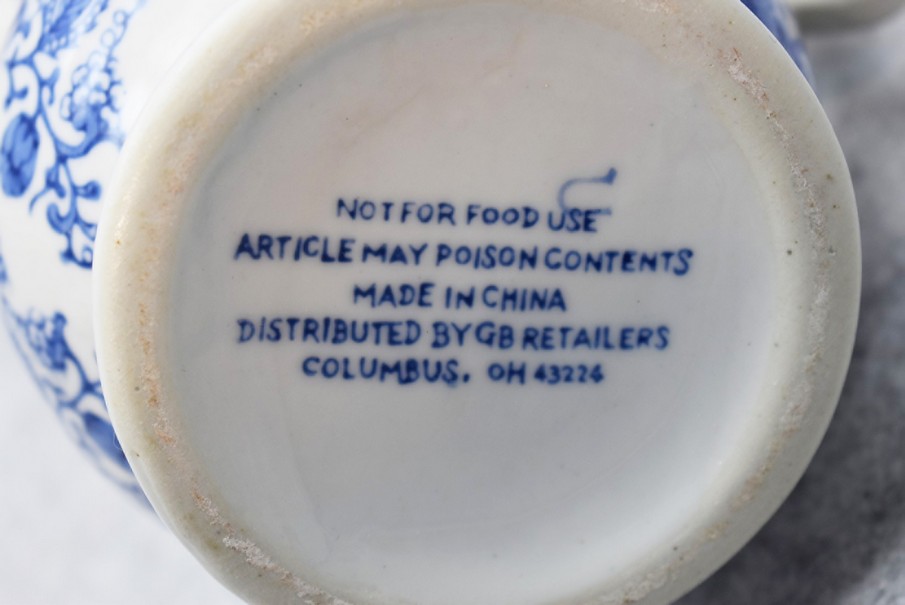 NOT FOR FOOD USE
ARTICLE MAY POISON CONTENTS
MADE IN CHINA
DISTRIBUTED BY GB RETAILERS
COLUMBUS. OH 43224